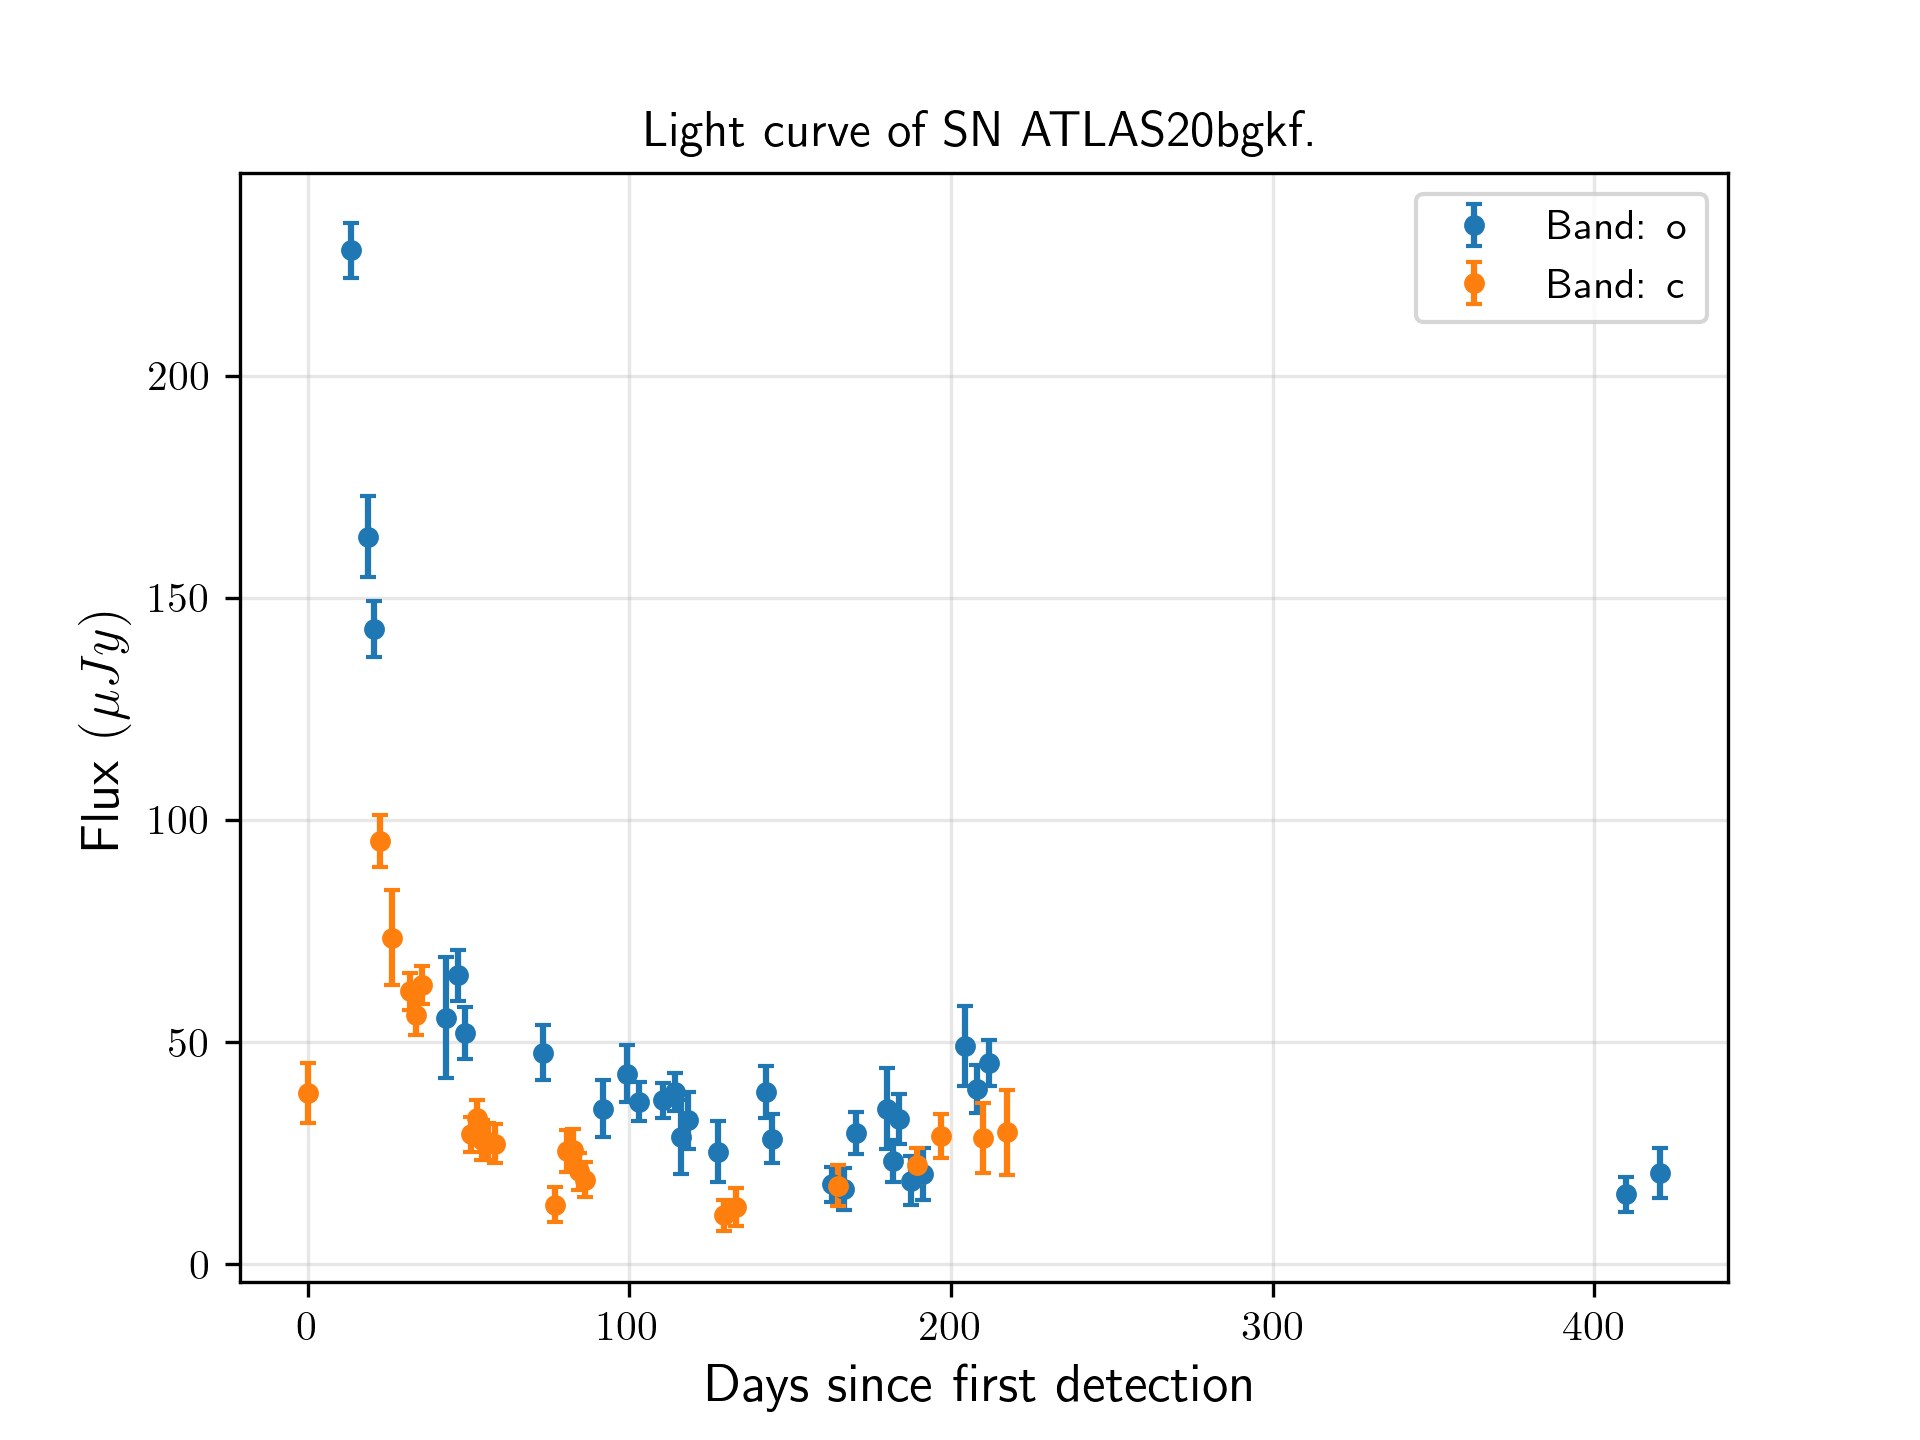 Light curve of SN ATLAS20bgkf.
Band: o
Band: c
Flux (μJy)
200
150
100
50
0
0 100 200 300 400
Days since first detection